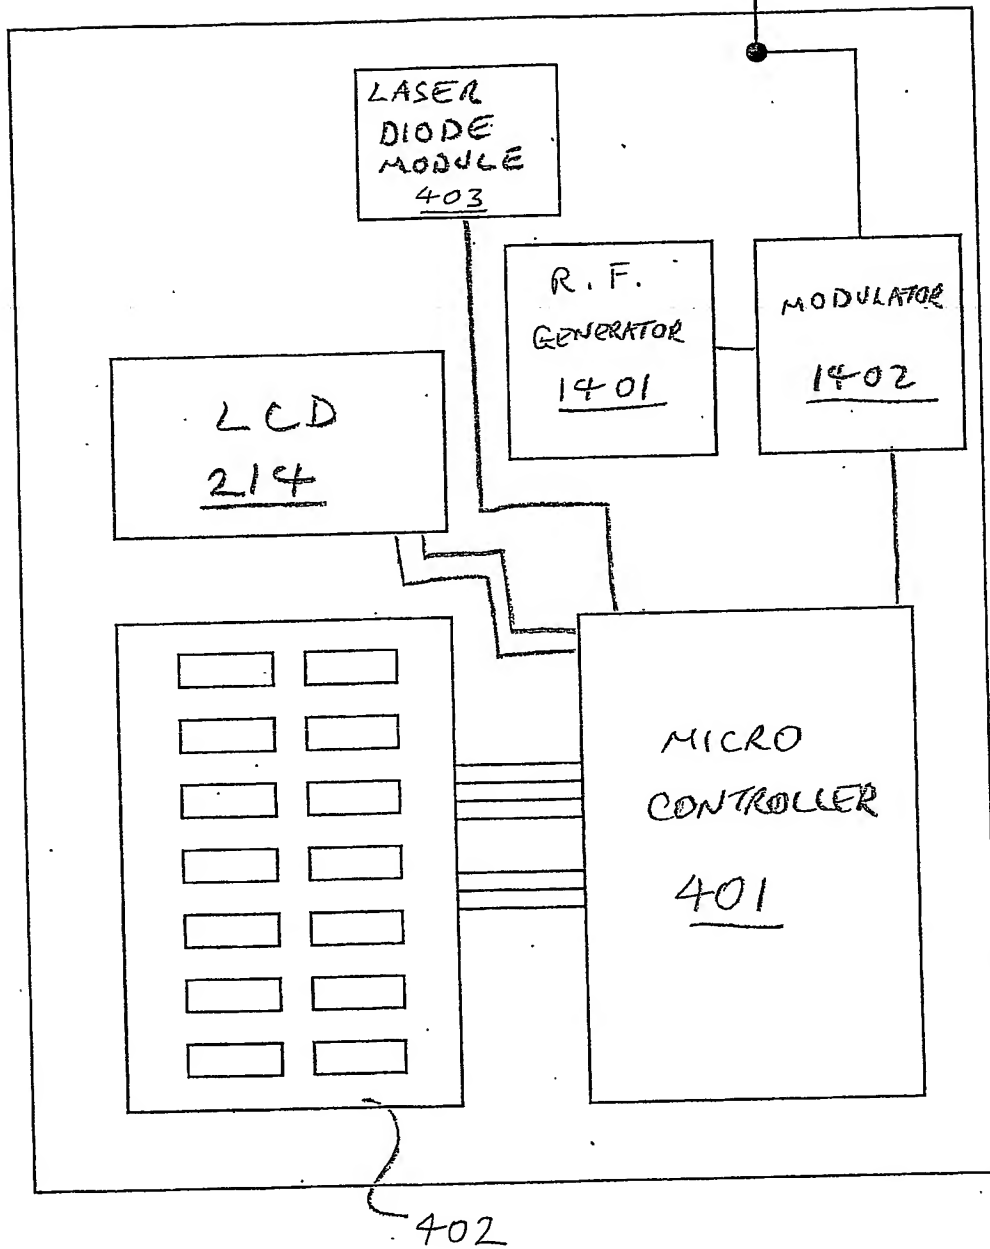 LASER
DIODE
MODULE
403
R.F.
GENERATOR
1401
MODULATOR
1402
LCD
214
MICRO
CONTROLLER
401
402